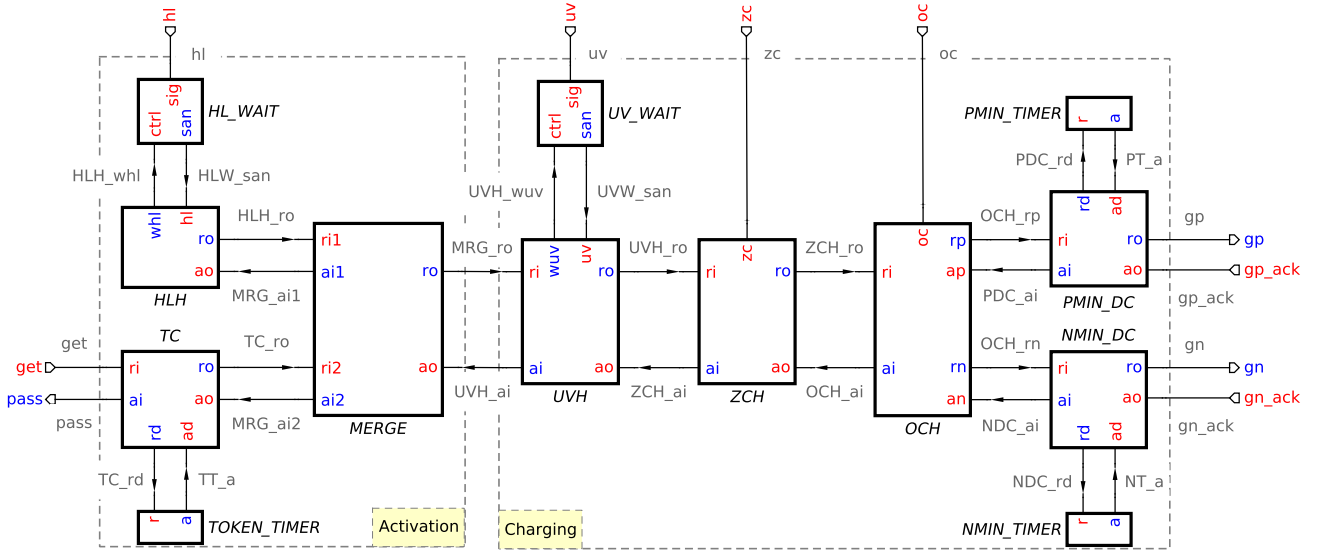 hl
uv
zc
oc
hl
uv
zc
oc
sig
ctrl
san
HL_WAIT
sig
ctrl
san
UV_WAIT
PMIN_TIMER
r
a
HLH_whl
HLW_san
UVH_wuv
UVW_san
PDC_rd
PT_a
whl
hl
ro
ao
HLH
HLH_ro
MRG_ai1
ri1
ai1
ri2
ai2
ro
ao
MERGE
MRG_ro
UVH_ai
wuv
uv
ri
ro
ai
ao
UVH
UVH_ro
ZCH_ai
zc
ri
ro
ai
ao
ZCH
ZCH_ro
OCH_ai
oc
ri
rp
ap
ai
rn
an
OCH
OCH_rp
PDC_ai
OCH_rn
NDC_ai
rd
ad
ri
ro
ai
ao
PMIN_DC
gp
gp
gp_ack
gp_ack
TC
get
get
pass
pass
ri
ro
ai
ao
rd
ad
TC_ro
MRG_ai2
NMIN_DC
ri
ro
ai
ao
rd
ad
gn
gn
gn_ack
gn_ack
TC_rd
TT_a
NDC_rd
NT_a
r
a
TOKEN_TIMER
Activation
Charging
NMIN_TIMER
r
a